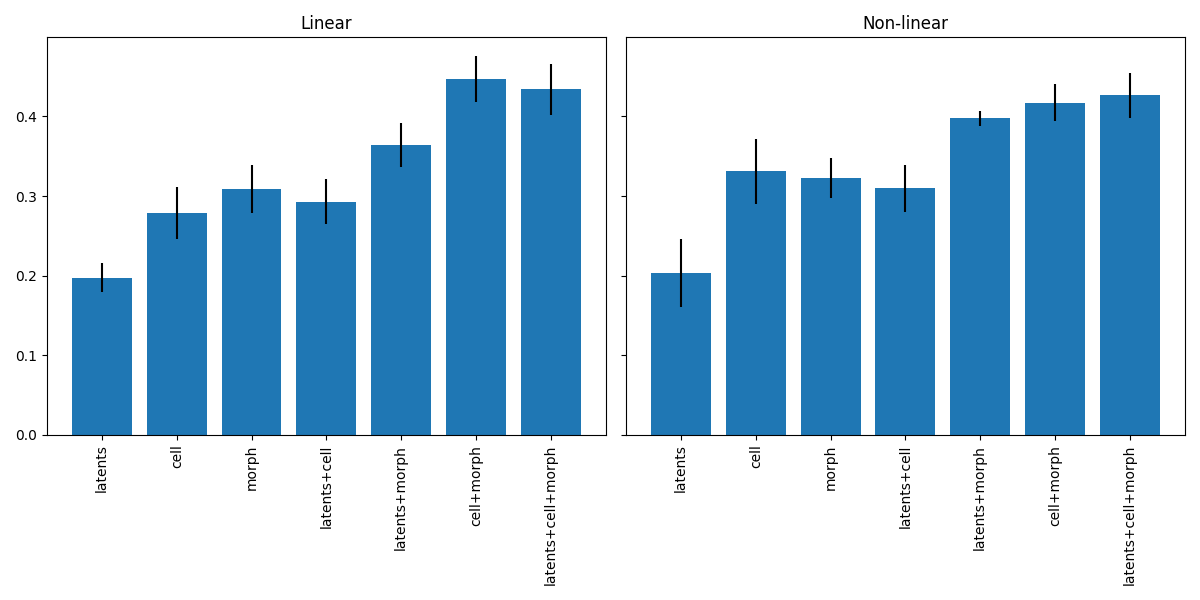 Linear
Non-linear
0.4
0.3
0.2
0.1
0.0
latents
cell
morph
latents+cell
latents+morph
cell+morph
latents+cell+morph
latents
cell
morph
latents+cell
latents+morph
cell+morph
latents+cell+morph